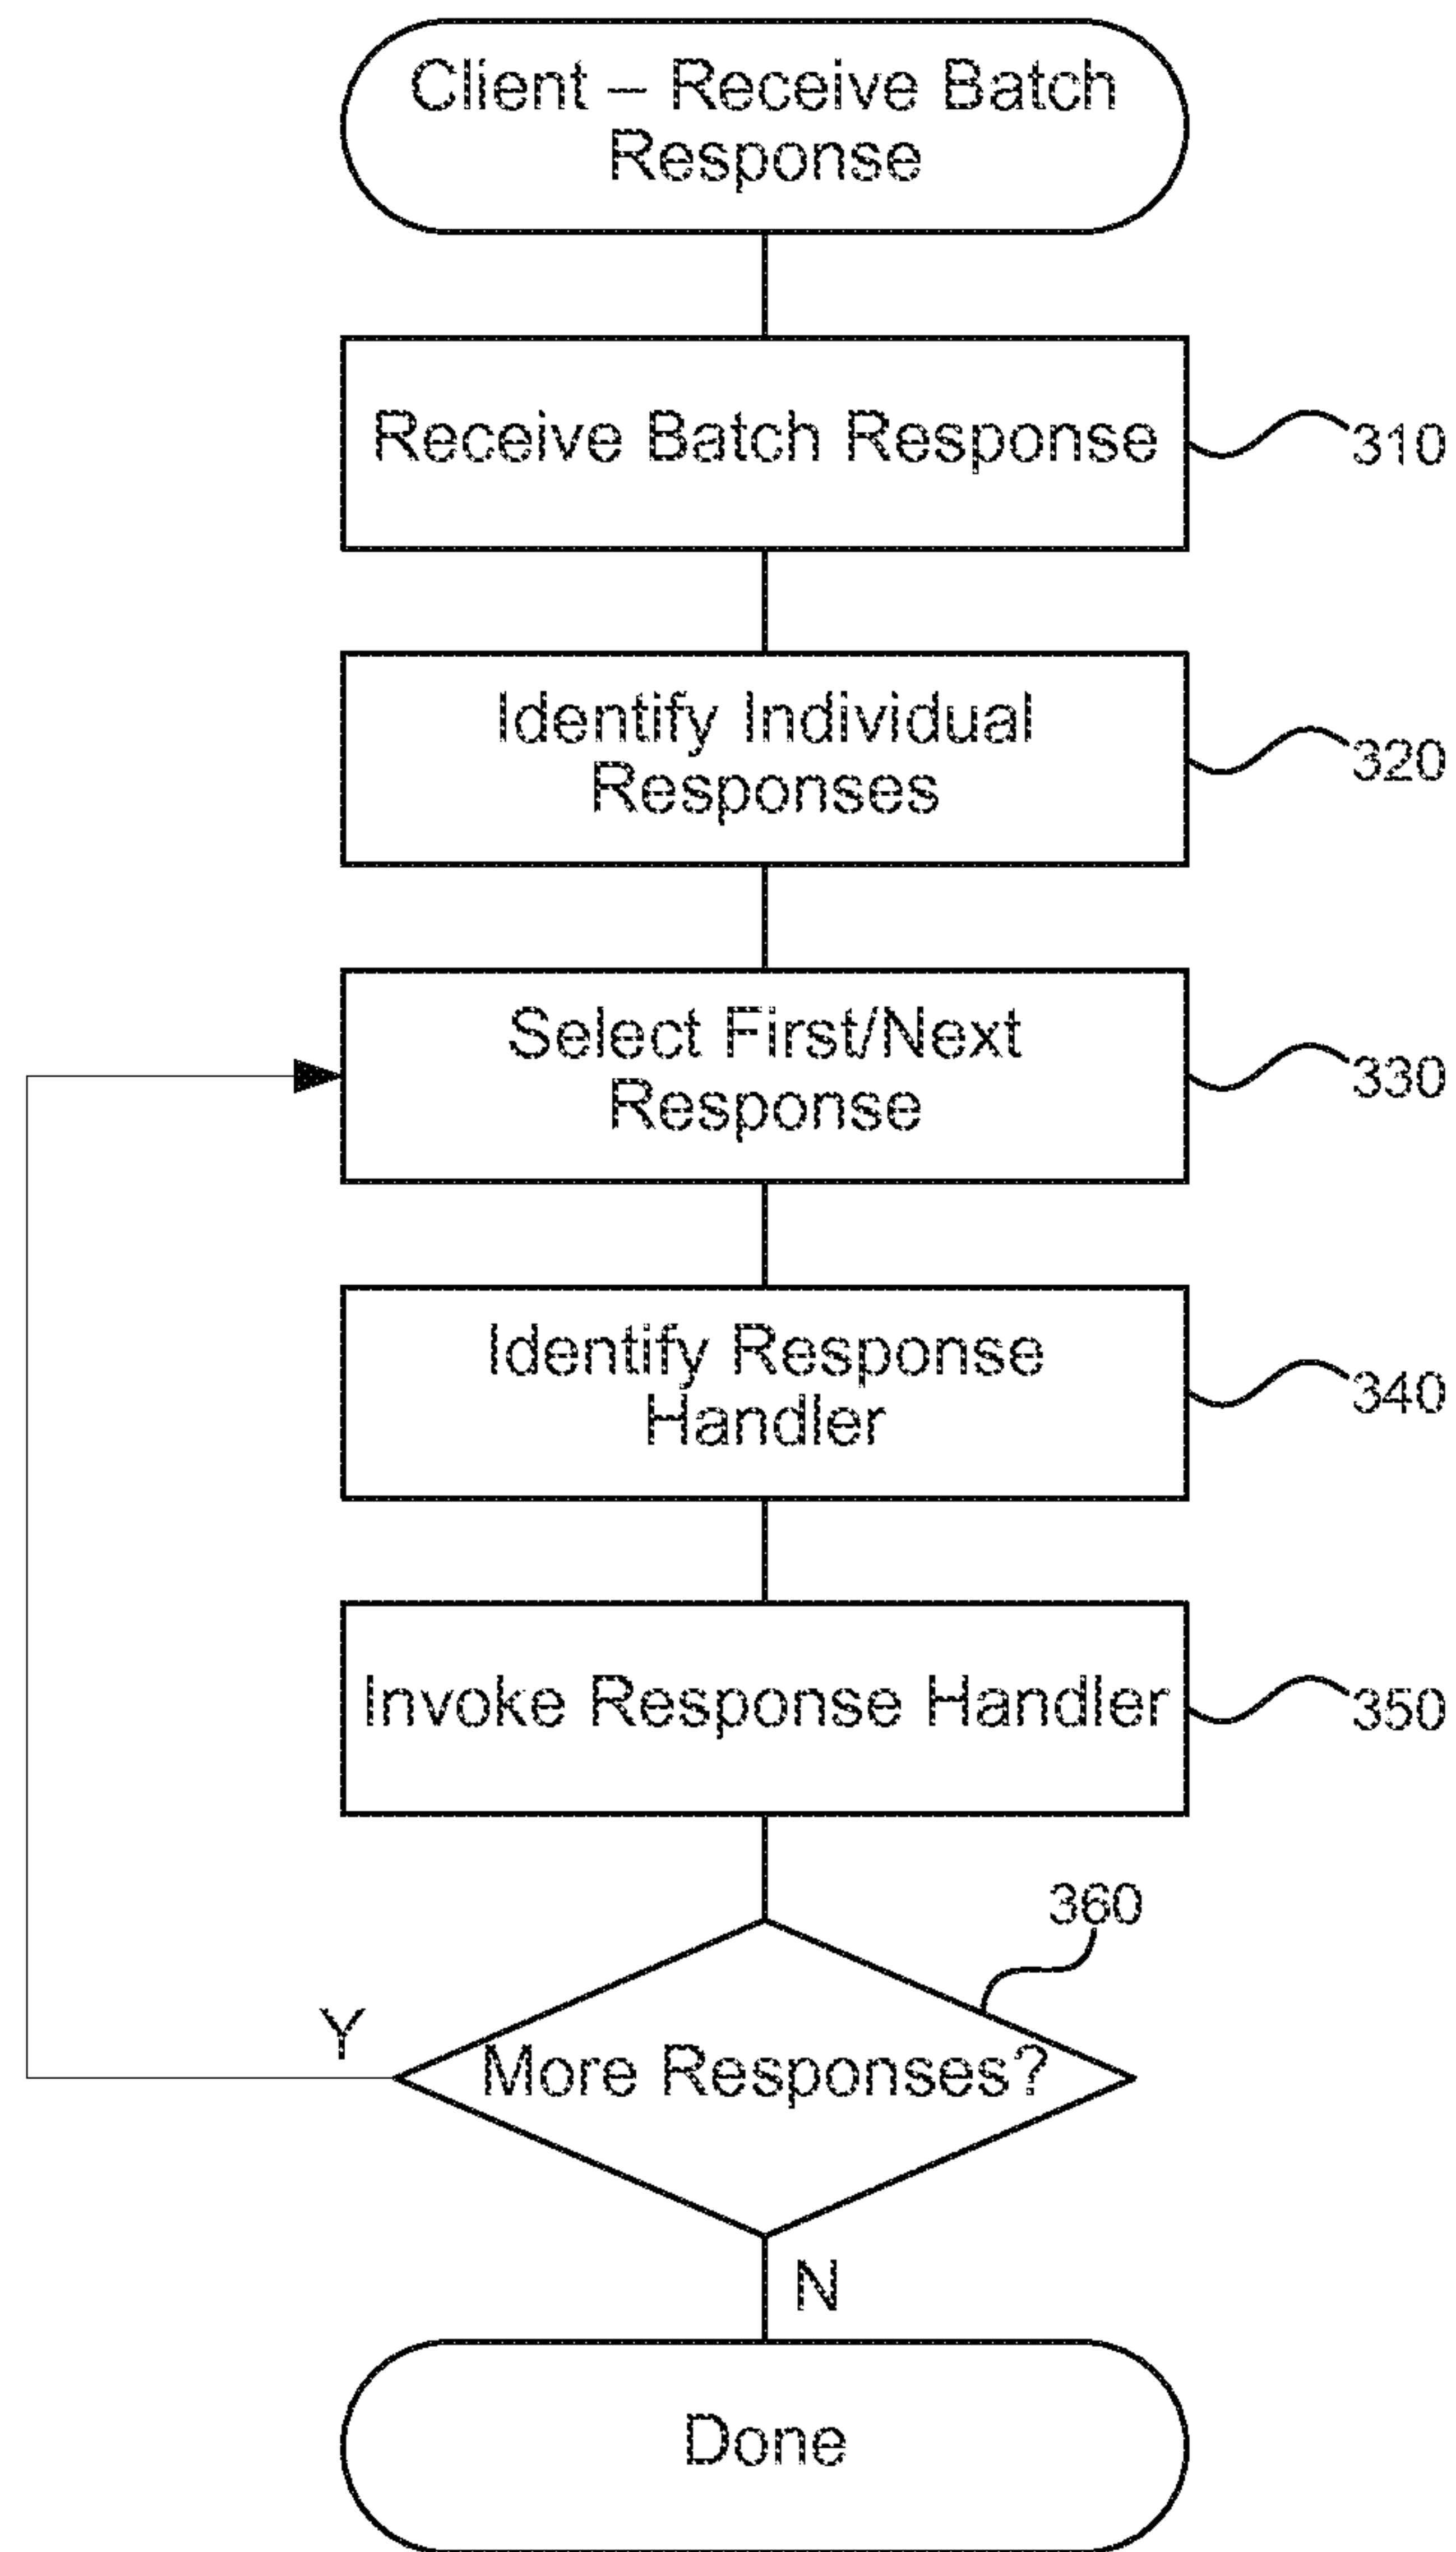 Client – Receive Batch
Response
Receive Batch Response
310
Identify Individual
Responses
320
Select First/Next
Response
330
Identify Response
Handler
340
Invoke Response Handler
350
360
Y
More Responses?
N
Done